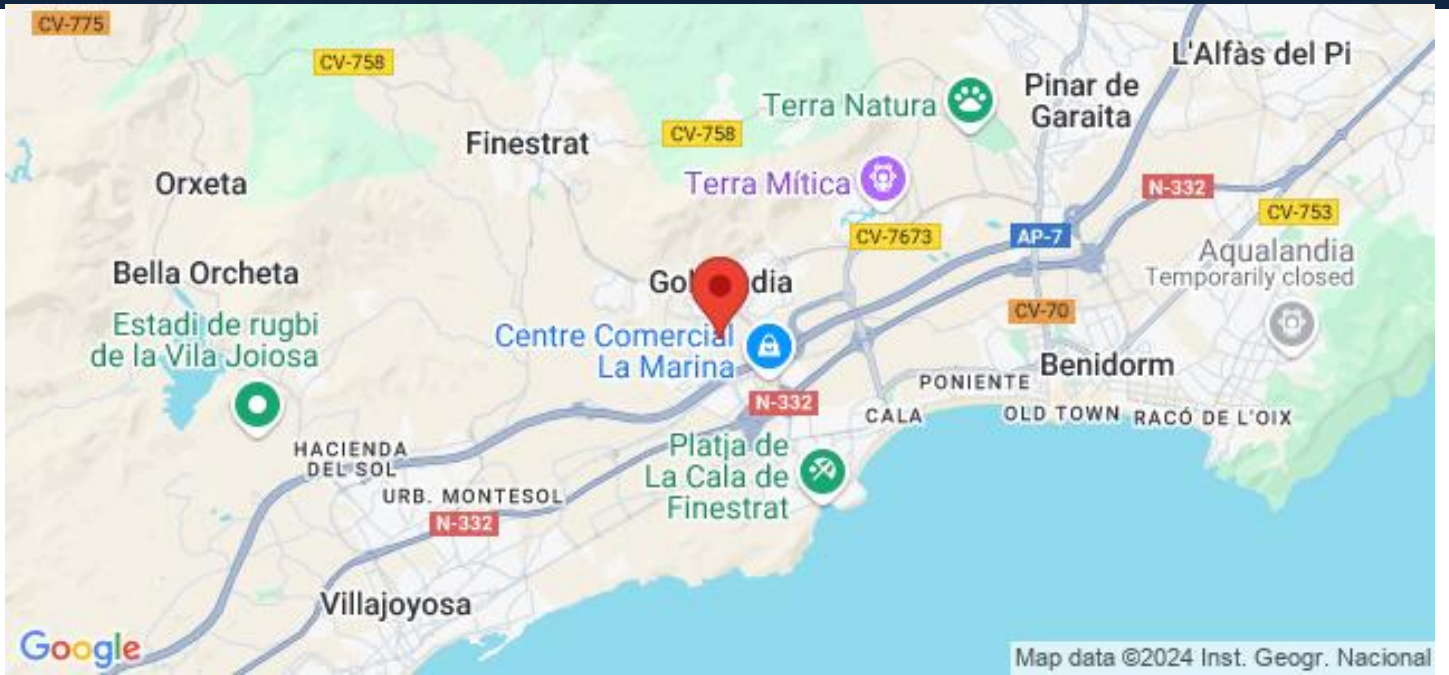 CV-775
CV-758
L'Alfàs del Pi
Pinar de
Garaita
Terra Natura
CV-758
Finestrat
Orxeta
Terra Mítica
N-332
CV-753
CV-7673
AP-7
Aqualandia
Temporarily closed
Bella Orcheta
CV-70
Estadi de rugbi
de la Vila Joiosa
Centre Comercial
La Marina
Benidorm
PONIENTE
N-332
CALA
OLD TOWN
RACÓ DE L'OIX
HACIENDA
DEL SOL
Platja de
La Cala de
Finestrat
URB. MONTESOL
N-332
Villajoyosa
Google
Map data ©2024 Inst. Geogr. Nacional